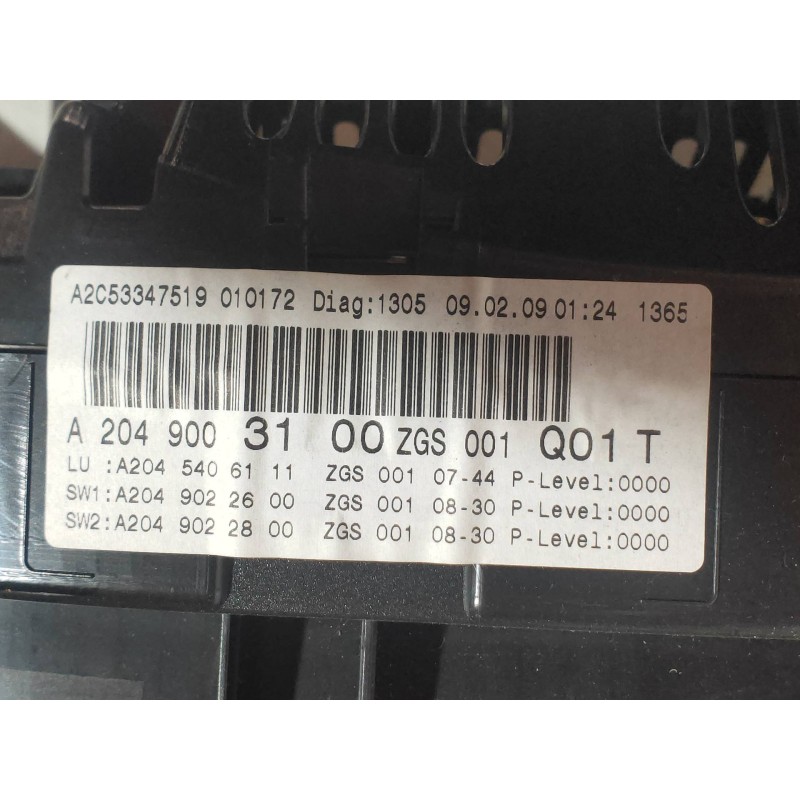 A2C53347519 010172 Diag:1305 09.02.09 01:24 1365
A 204 900 31 00 ZGS 001 Q01 T
LU :A204 540 61 11 ZGS 001 07-44 P-Level:0000
SW1:A204 902 26 00 ZGS 001 08-30 P-Level:0000
SW2:A204 902 28 00 ZGS 001 08-30 P-Level:0000